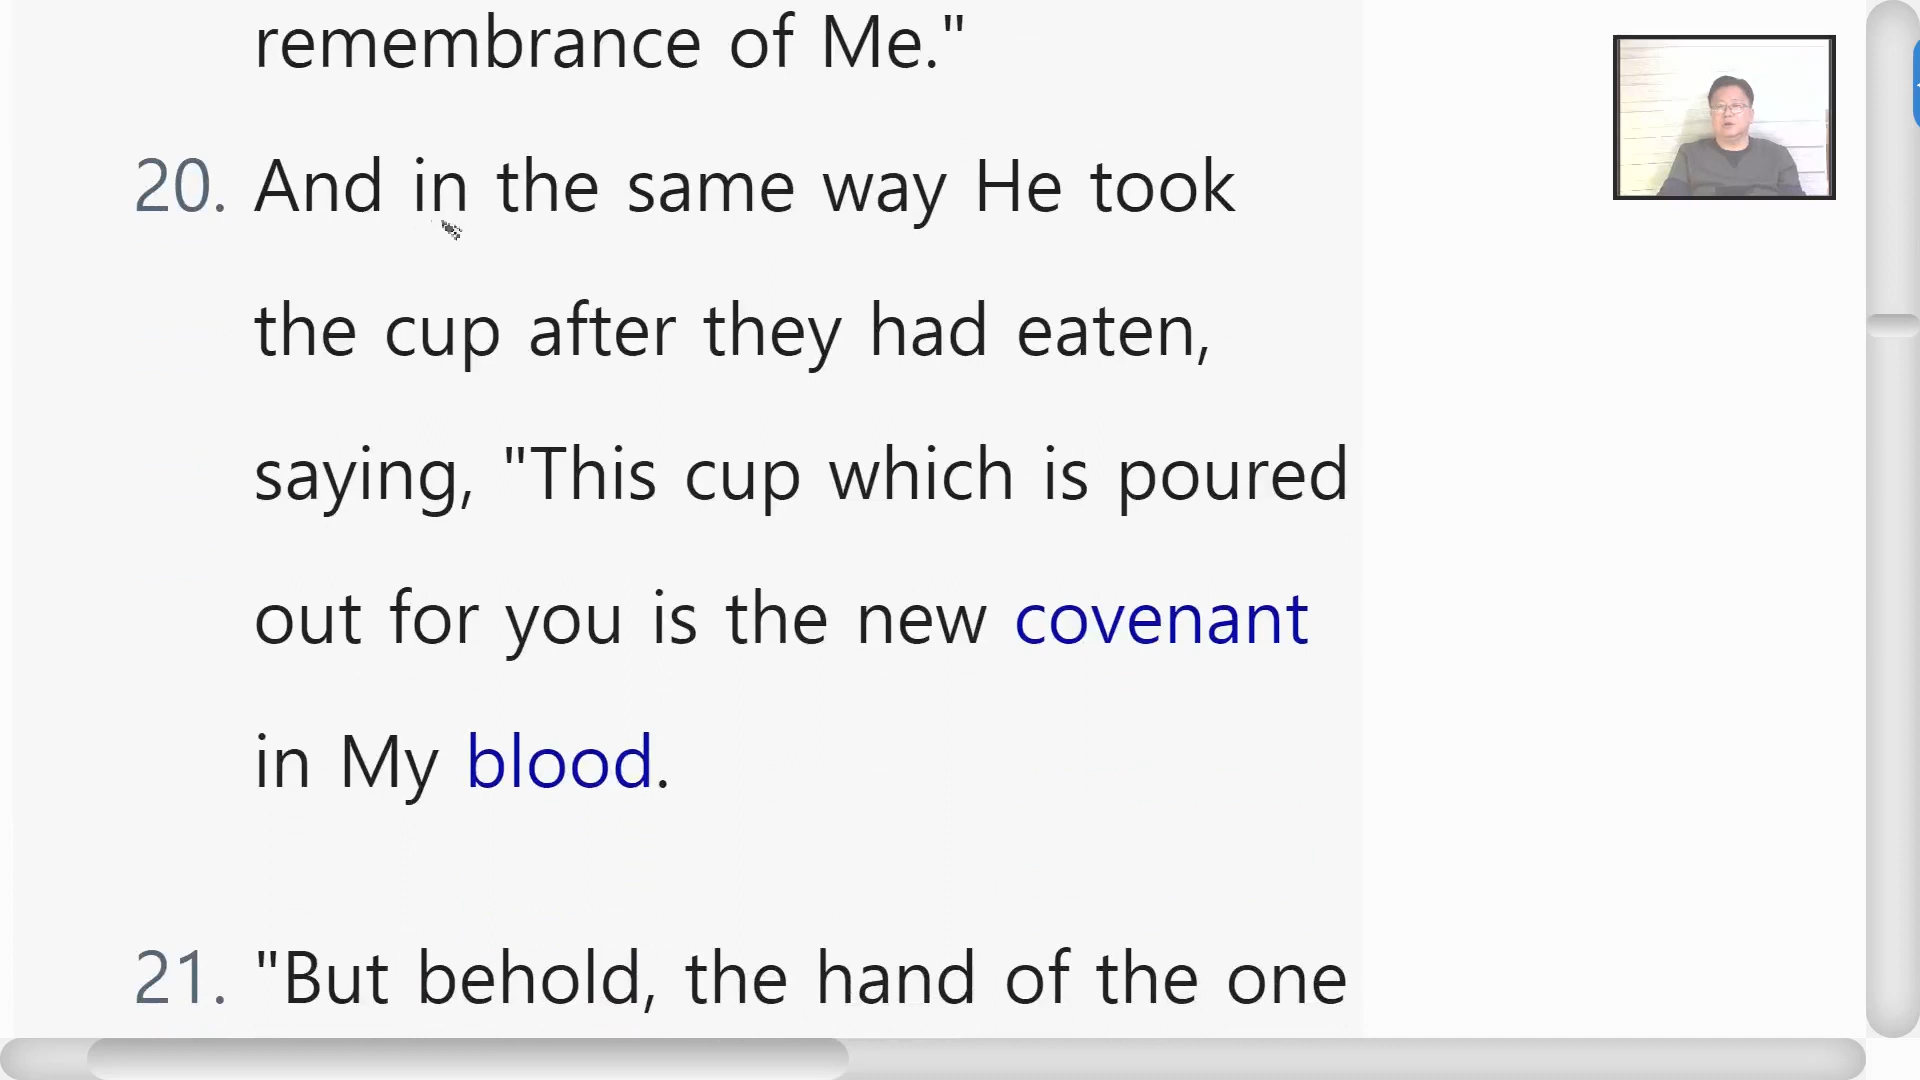 remembrance of Me."
20. And in the same way He took
the cup after they had eaten,
saying, "This cup which is poured
out for you is the new covenant
in My blood.
21. "But behold, the hand of the one